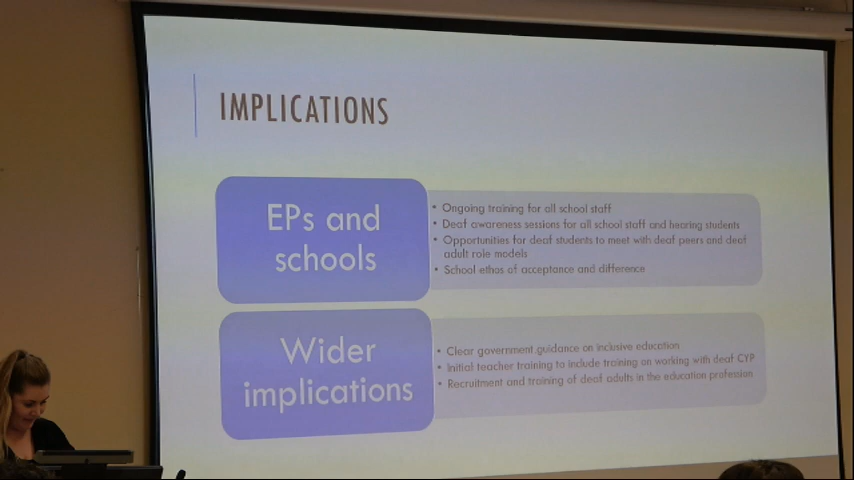 IMPLICATIONS
EPs and
schools
• Ongoing training for all school staff
• Deaf awareness sessions for all school staff and hearing students
• Opportunities for deaf students to meet with deaf peers and deaf
adult role models
• School ethos of acceptance and difference
Wider
implications
• Clear government guidance on inclusive education
• Initial teacher training to include training on working with deaf CYP
• Recruitment and training of deaf adults in the education profession